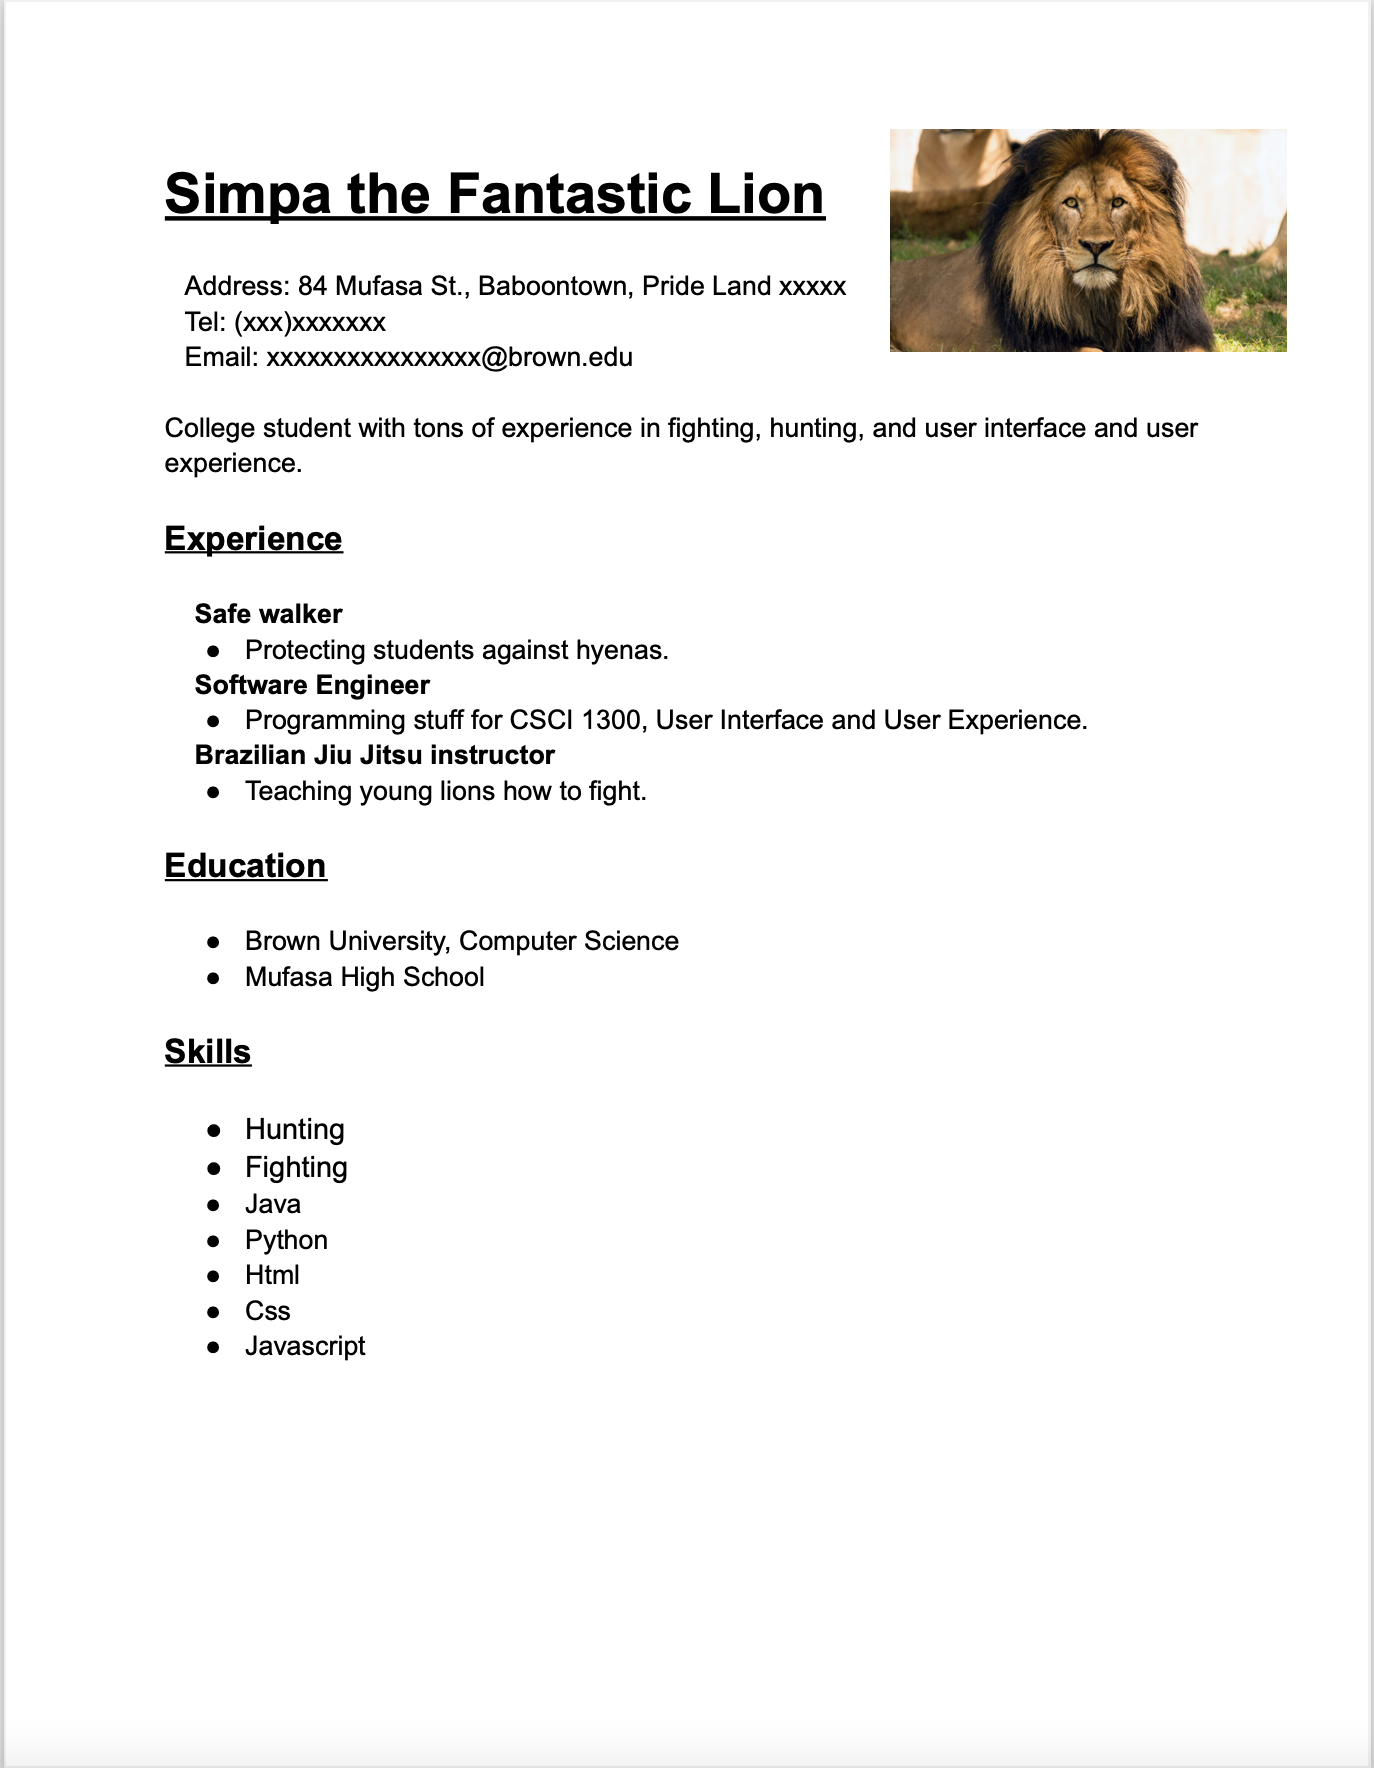 Simpa the Fantastic Lion
Address: 84 Mufasa St., Baboontown, Pride Land xxxxx
Tel: (xxx)xxxxxxx
Email: xxxxxxxxxxxxxxxx@brown.edu
College student with tons of experience in fighting, hunting, and user interface and user
experience.
Experience
Safe walker
● Protecting students against hyenas.
Software Engineer
● Programming stuff for CSCI 1300, User Interface and User Experience.
Brazilian Jiu Jitsu instructor
● Teaching young lions how to fight.
Education
● Brown University, Computer Science
● Mufasa High School
Skills
● Hunting
● Fighting
● Java
● Python
● Html
● Css
● Javascript